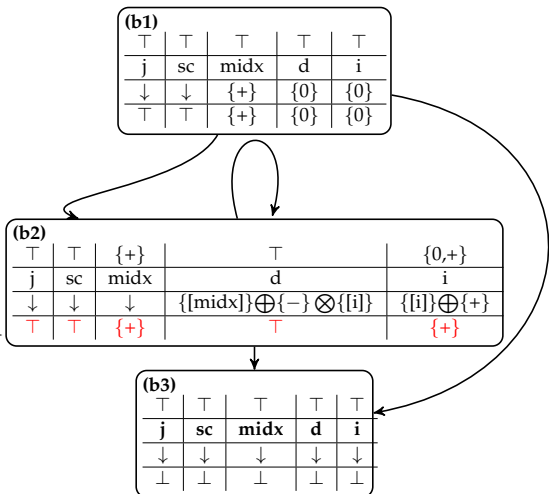 (b1)
⊤ ⊤ ⊤ ⊤ ⊤
j sc midx d i
↓ ↓ {+} {0} {0}
⊤ ⊤ {+} {0} {0}
(b2)
⊤ ⊤ {+} ⊤ {0,+}
j sc midx d i
↓ ↓ ↓ {[midx]}⊕{−}⊗{[i]} {[i]}⊕{+}
⊤ ⊤ {+} ⊤ {+}
(b3)
⊤ ⊤ ⊤ ⊤ ⊤
j sc midx d i
↓ ↓ ↓ ↓ ↓
⊥ ⊥ ⊥ ⊥ ⊥